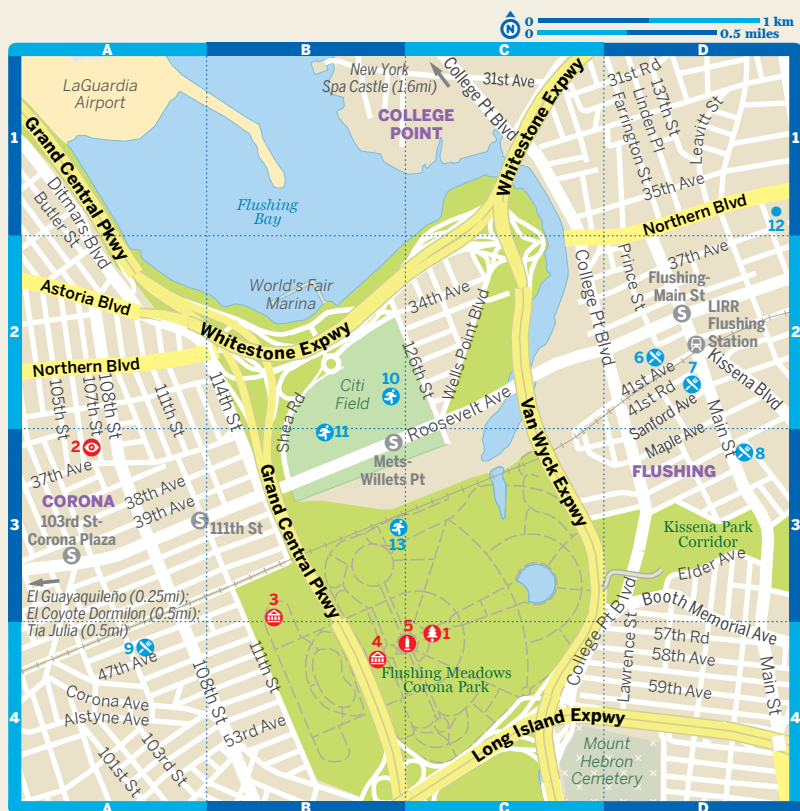 N
0
1 km
0
0.5 miles
A
B
C
D
1
1
2
2
3
3
4
4
A
B
C
D
LaGuardia
Airport
New York
Spa Castle (1.6mi)
COLLEGE
POINT
College Pt Blvd
31st Ave
Whitestone Expwy
31st Rd
137th St
Linden Pl
Farrington St
Leavitt St
35th Ave
Northern Blvd
12
Grand Central Pkwy
Ditmars Blvd
Butler St
Flushing
Bay
World's Fair
Marina
34th Ave
Prince St
37th Ave
College Pt Blvd
Flushing-
Main St
S
LIRR
Flushing
Station
Astoria Blvd
Whitestone Expwy
126th St
Wells Point Blvd
Northern Blvd
6
7
41st Ave
41st Rd
Kissena Blvd
Sanford Ave
Maple Ave
Main St
8
FLUSHING
105th St
107th St
108th St
111th St
114th St
Shea Rd
Citi
Field
10
11
Roosevelt Ave
S
Mets-
Willets Pt
Van Wyck Expwy
2
37th Ave
CORONA
38th Ave
39th Ave
103rd St-
Corona Plaza
S
S
111th St
Grand Central Pkwy
13
Kissena Park
Corridor
Elder Ave
El Guayaquileño (0.25mi);
El Coyote Dormilon (0.5mi);
Tia Julia (0.5mi)
3
9
47th Ave
4
5
1
Flushing Meadows
Corona Park
College Pt Blvd
Lawrence St
Booth Memorial Ave
57th Rd
58th Ave
59th Ave
Main St
Corona Ave
Alstyne Ave
108th St
111th St
53rd Ave
101st St
103rd St
Long Island Expwy
Mount
Hebron
Cemetery